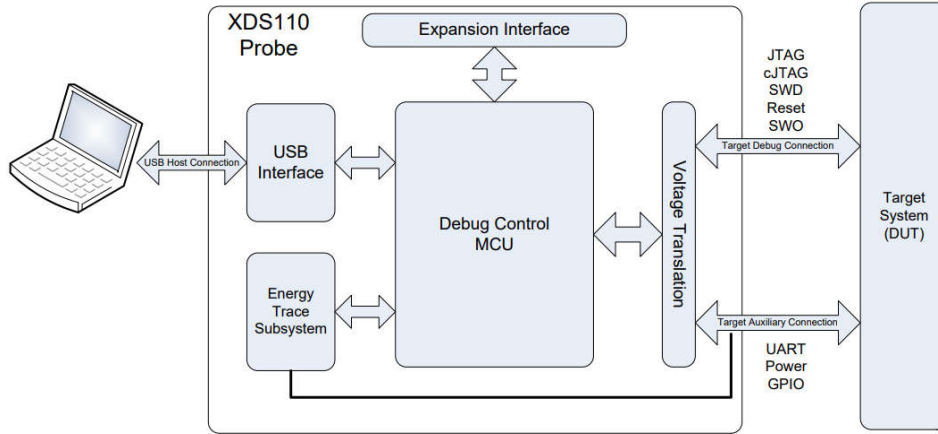 XDS110
Probe
Expansion Interface
JTAG
cJTAG
SWD
Reset
SWO
USB Host Connection
USB
Interface
Target Debug Connection
Debug Control
MCU
Voltage Translation
Target
System
(DUT)
Energy
Trace
Subsystem
Target Auxiliary Connection
UART
Power
GPIO